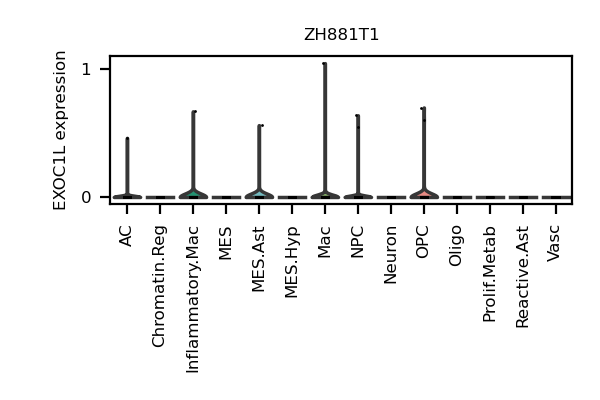 ZH881T1
EXOC1L expression
1
0
AC
Chromatin.Reg
Inflammatory.Mac
MES
MES.Ast
MES.Hyp
Mac
NPC
Neuron
OPC
Oligo
Prolif.Metab
Reactive.Ast
Vasc